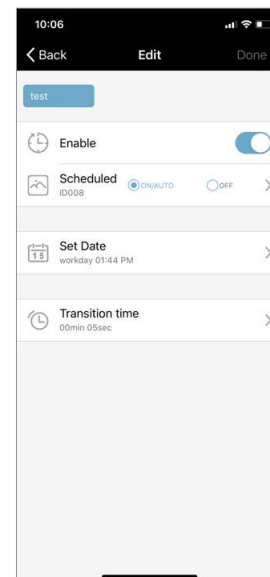 10:06
Back Edit Done
test
Enable
Scheduled ON/AUTO OFF
ID008
15
Set Date
workday 01:44 PM
Transition time
00min 05sec